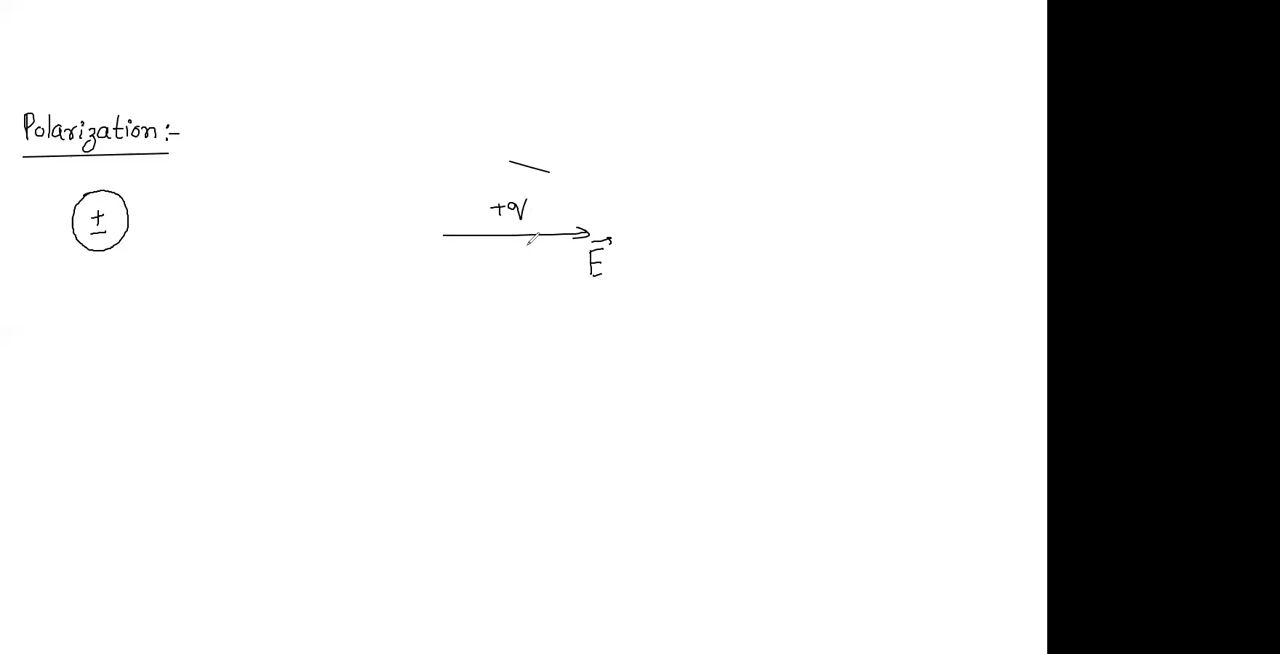 Polarization :-
±
+q
E⃗